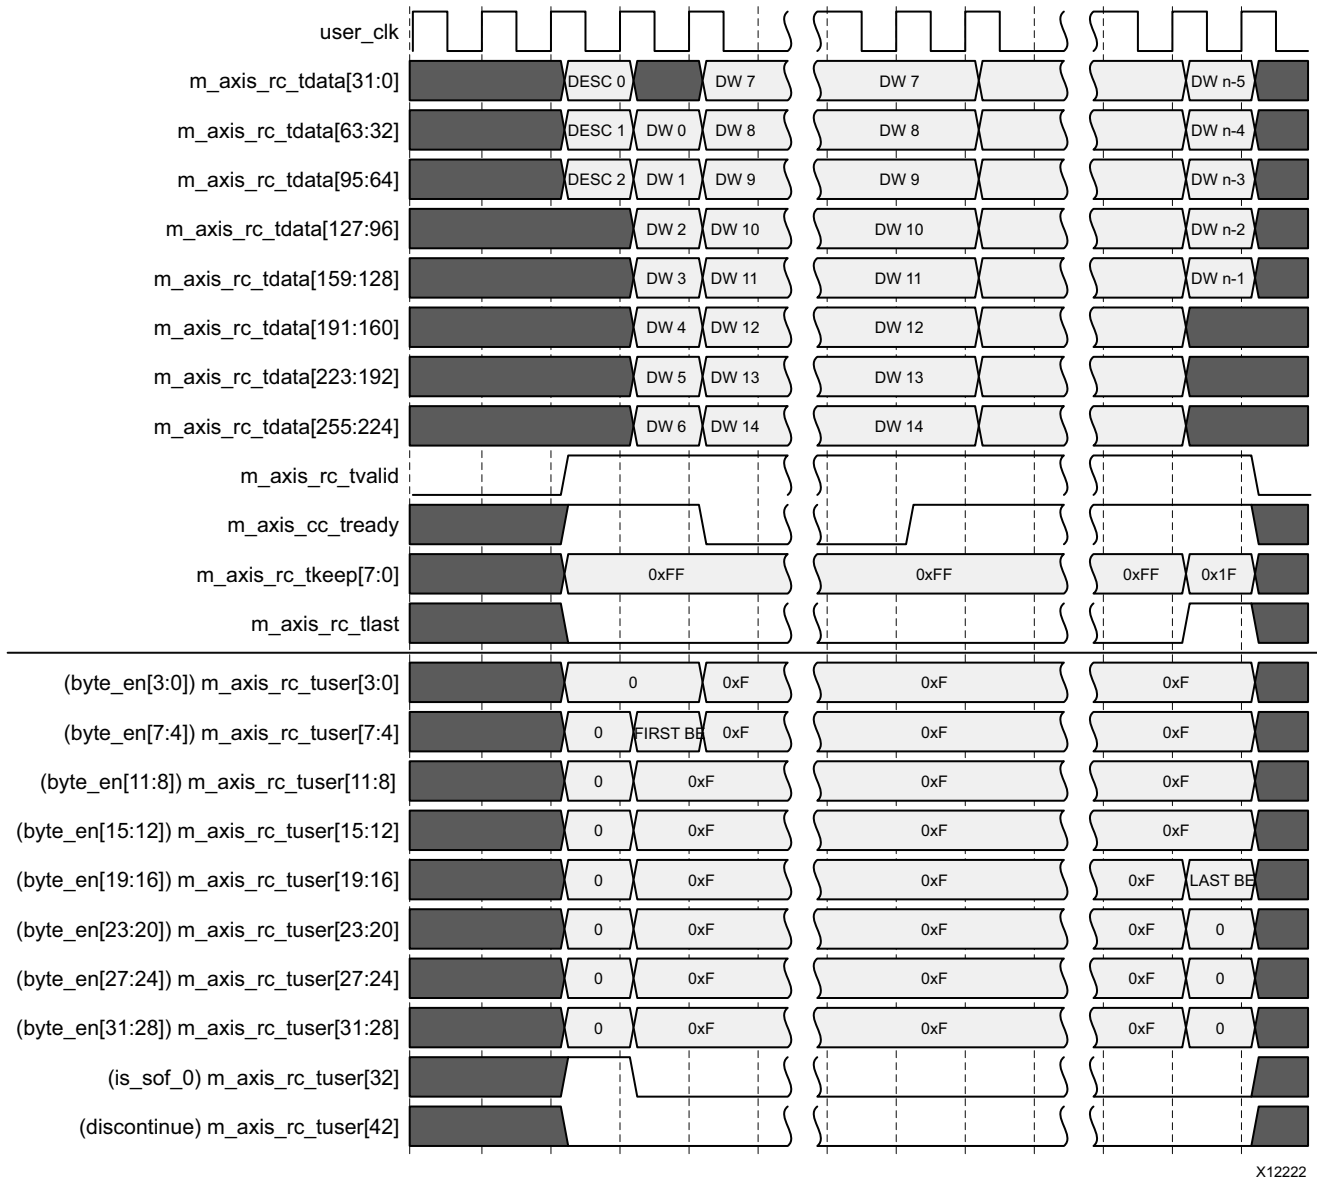 user_clk
m_axis_rc_tdata[31:0] DESC 0 DW 7 DW 7 DW n-5
m_axis_rc_tdata[63:32] DESC 1 DW 0 DW 8 DW 8 DW n-4
m_axis_rc_tdata[95:64] DESC 2 DW 1 DW 9 DW 9 DW n-3
m_axis_rc_tdata[127:96] DW 2 DW 10 DW 10 DW n-2
m_axis_rc_tdata[159:128] DW 3 DW 11 DW 11 DW n-1
m_axis_rc_tdata[191:160] DW 4 DW 12 DW 12
m_axis_rc_tdata[223:192] DW 5 DW 13 DW 13
m_axis_rc_tdata[255:224] DW 6 DW 14 DW 14
m_axis_rc_tvalid
m_axis_cc_tready
m_axis_rc_tkeep[7:0] 0xFF 0xFF 0xFF 0x1F
m_axis_rc_tlast
(byte_en[3:0]) m_axis_rc_tuser[3:0] 0 0xF 0xF 0xF
(byte_en[7:4]) m_axis_rc_tuser[7:4] 0 FIRST BE 0xF 0xF 0xF
(byte_en[11:8]) m_axis_rc_tuser[11:8] 0 0xF 0xF 0xF
(byte_en[15:12]) m_axis_rc_tuser[15:12] 0 0xF 0xF 0xF
(byte_en[19:16]) m_axis_rc_tuser[19:16] 0 0xF 0xF 0xF LAST BE
(byte_en[23:20]) m_axis_rc_tuser[23:20] 0 0xF 0xF 0xF 0
(byte_en[27:24]) m_axis_rc_tuser[27:24] 0 0xF 0xF 0xF 0
(byte_en[31:28]) m_axis_rc_tuser[31:28] 0 0xF 0xF 0xF 0
(is_sof_0) m_axis_rc_tuser[32]
(discontinue) m_axis_rc_tuser[42]
X12222